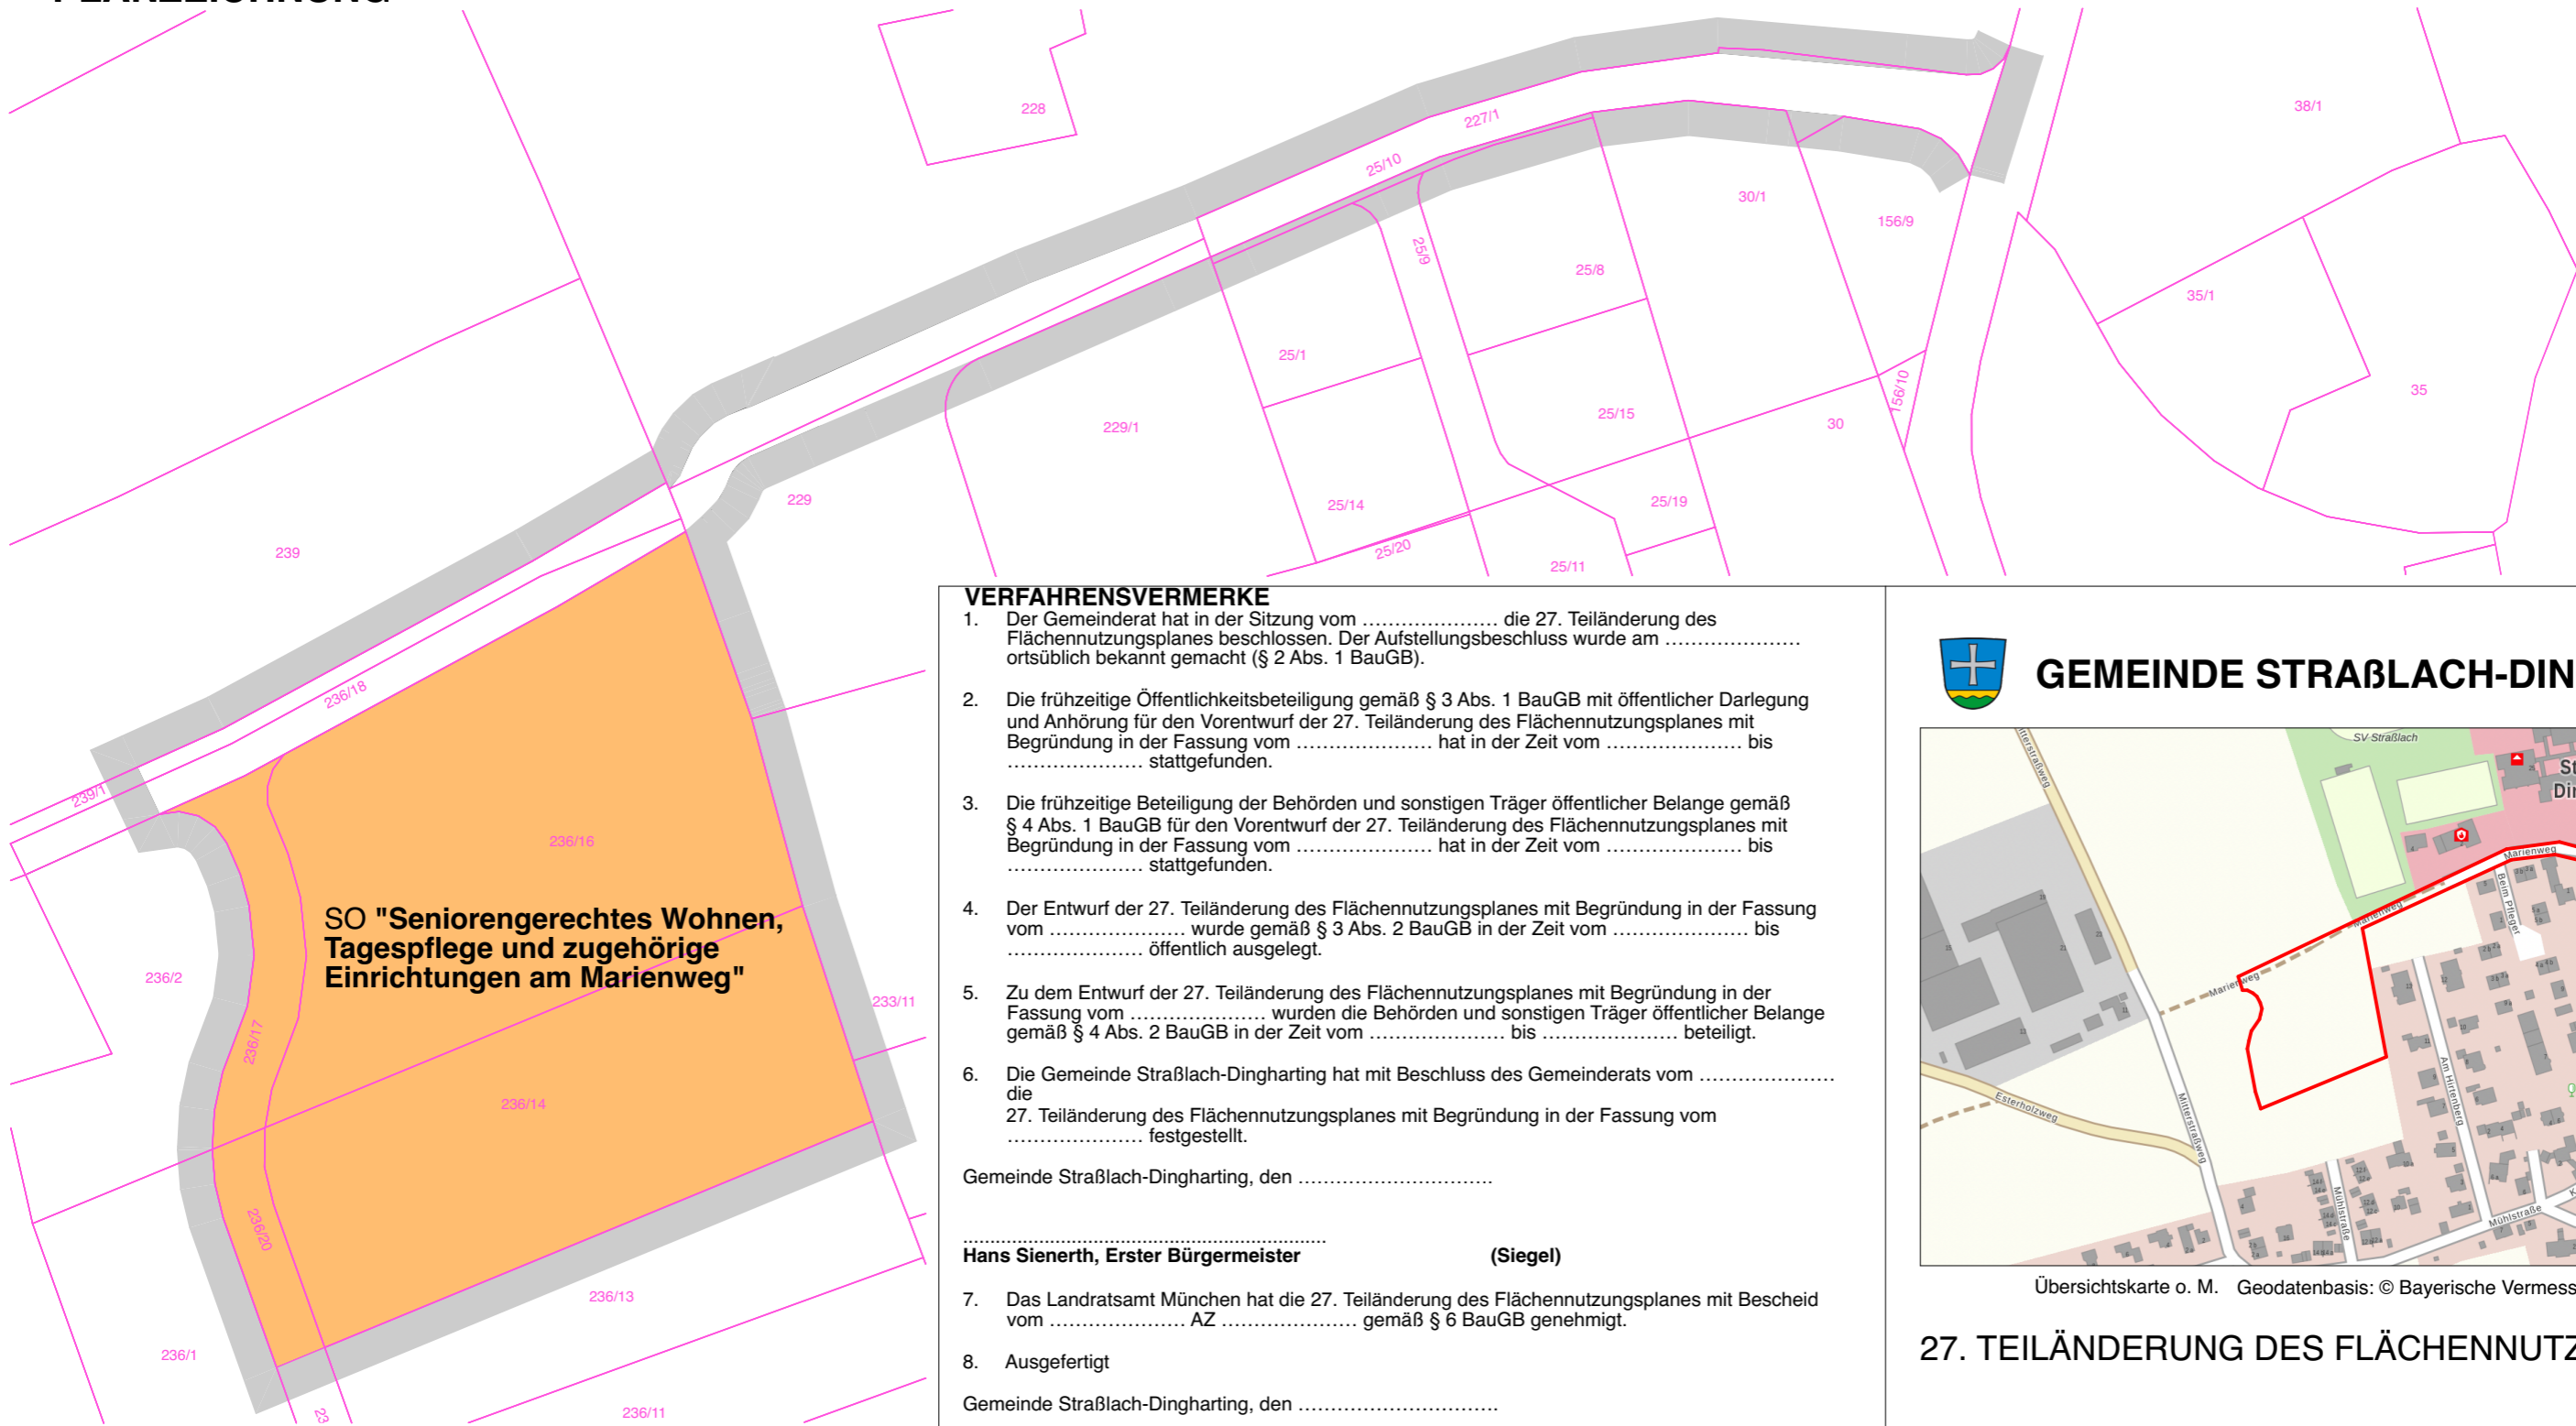 PLANZEICHNUNG
228
227/1
25/10
38/1
30/1
156/9
25/9
25/8
35/1
25/1
156/10
35
25/15
30
229/1
229
25/14
25/19
25/20
25/11
239
236/18
239/1
236/16
SO "Seniorengerechtes Wohnen,
Tagespflege und zugehörige
Einrichtungen am Marienweg"
236/2
233/11
236/17
236/14
236/20
236/13
236/1
23
236/11
VERFAHRENSVERMERKE
1. Der Gemeinderat hat in der Sitzung vom ..................... die 27. Teiländerung des
Flächennutzungsplanes beschlossen. Der Aufstellungsbeschluss wurde am .....................
ortsüblich bekannt gemacht (§ 2 Abs. 1 BauGB).
2. Die frühzeitige Öffentlichkeitsbeteiligung gemäß § 3 Abs. 1 BauGB mit öffentlicher Darlegung
und Anhörung für den Vorentwurf der 27. Teiländerung des Flächennutzungsplanes mit
Begründung in der Fassung vom ..................... hat in der Zeit vom ..................... bis
..................... stattgefunden.
3. Die frühzeitige Beteiligung der Behörden und sonstigen Träger öffentlicher Belange gemäß
§ 4 Abs. 1 BauGB für den Vorentwurf der 27. Teiländerung des Flächennutzungsplanes mit
Begründung in der Fassung vom ..................... hat in der Zeit vom ..................... bis
..................... stattgefunden.
4. Der Entwurf der 27. Teiländerung des Flächennutzungsplanes mit Begründung in der Fassung
vom ..................... wurde gemäß § 3 Abs. 2 BauGB in der Zeit vom ..................... bis
..................... öffentlich ausgelegt.
5. Zu dem Entwurf der 27. Teiländerung des Flächennutzungsplanes mit Begründung in der
Fassung vom ..................... wurden die Behörden und sonstigen Träger öffentlicher Belange
gemäß § 4 Abs. 2 BauGB in der Zeit vom ..................... bis ..................... beteiligt.
6. Die Gemeinde Straßlach-Dingharting hat mit Beschluss des Gemeinderats vom .....................
die
27. Teiländerung des Flächennutzungsplanes mit Begründung in der Fassung vom
..................... festgestellt.
Gemeinde Straßlach-Dingharting, den ..............................
..................................................................
Hans Sienerth, Erster Bürgermeister (Siegel)
7. Das Landratsamt München hat die 27. Teiländerung des Flächennutzungsplanes mit Bescheid
vom ..................... AZ ..................... gemäß § 6 BauGB genehmigt.
8. Ausgefertigt
Gemeinde Straßlach-Dingharting, den ...............................
GEMEINDE STRAßLACH-DIN
SV Straßlach
St
Din
itterstraßweg
Marienweg
Beim Pfleger
Marienweg
Marienweg
Am Hirtenberg
Esterholzweg
Mitterstraßweg
Mühlstraße
Mühlstraße
Übersichtskarte o. M. Geodatenbasis: © Bayerische Vermess
27. TEILÄNDERUNG DES FLÄCHENNUTZ